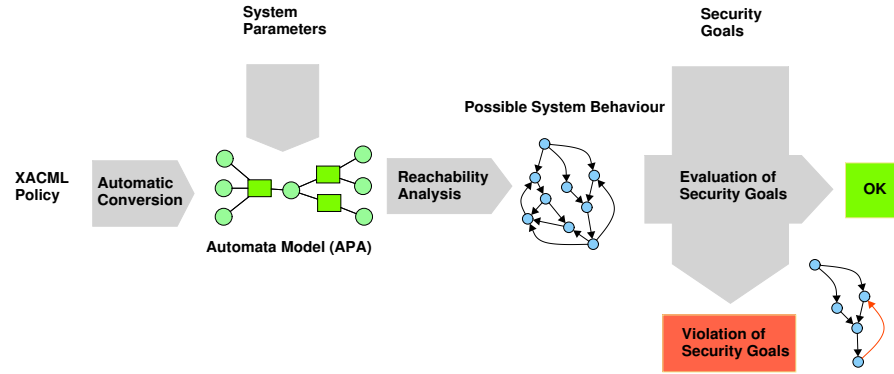 System
Parameters
Security
Goals
Possible System Behaviour
XACML
Policy
Automatic
Conversion
Reachability
Analysis
Evaluation of
Security Goals
OK
Automata Model (APA)
Violation of
Security Goals